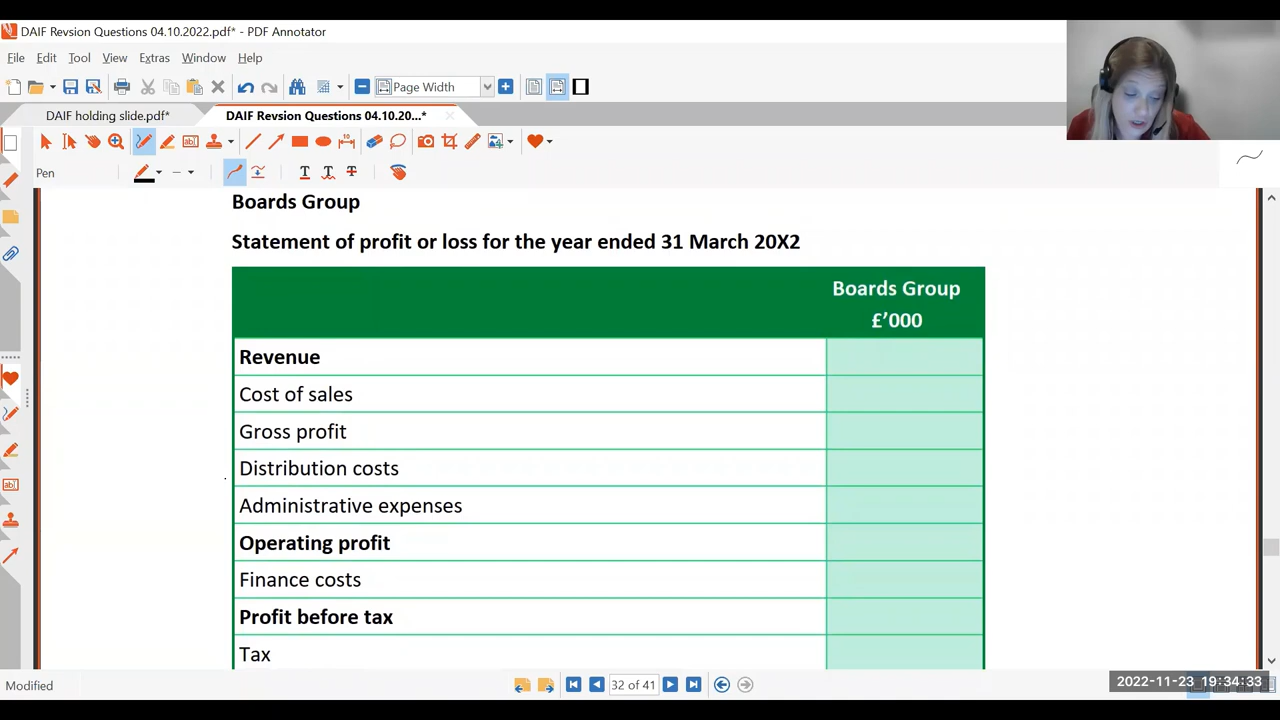 DAIF Revsion Questions 04.10.2022.pdf* - PDF Annotator
File Edit Tool View Extras Window Help
Page Width
DAIF holding slide.pdf* DAIF Revsion Questions 04.10.20...*
Pen
Boards Group
Statement of profit or loss for the year ended 31 March 20X2
Boards Group
£’000
Revenue
Cost of sales
Gross profit
Distribution costs
Administrative expenses
Operating profit
Finance costs
Profit before tax
Tax
Modified 32 of 41 2022-11-23 19:34:33